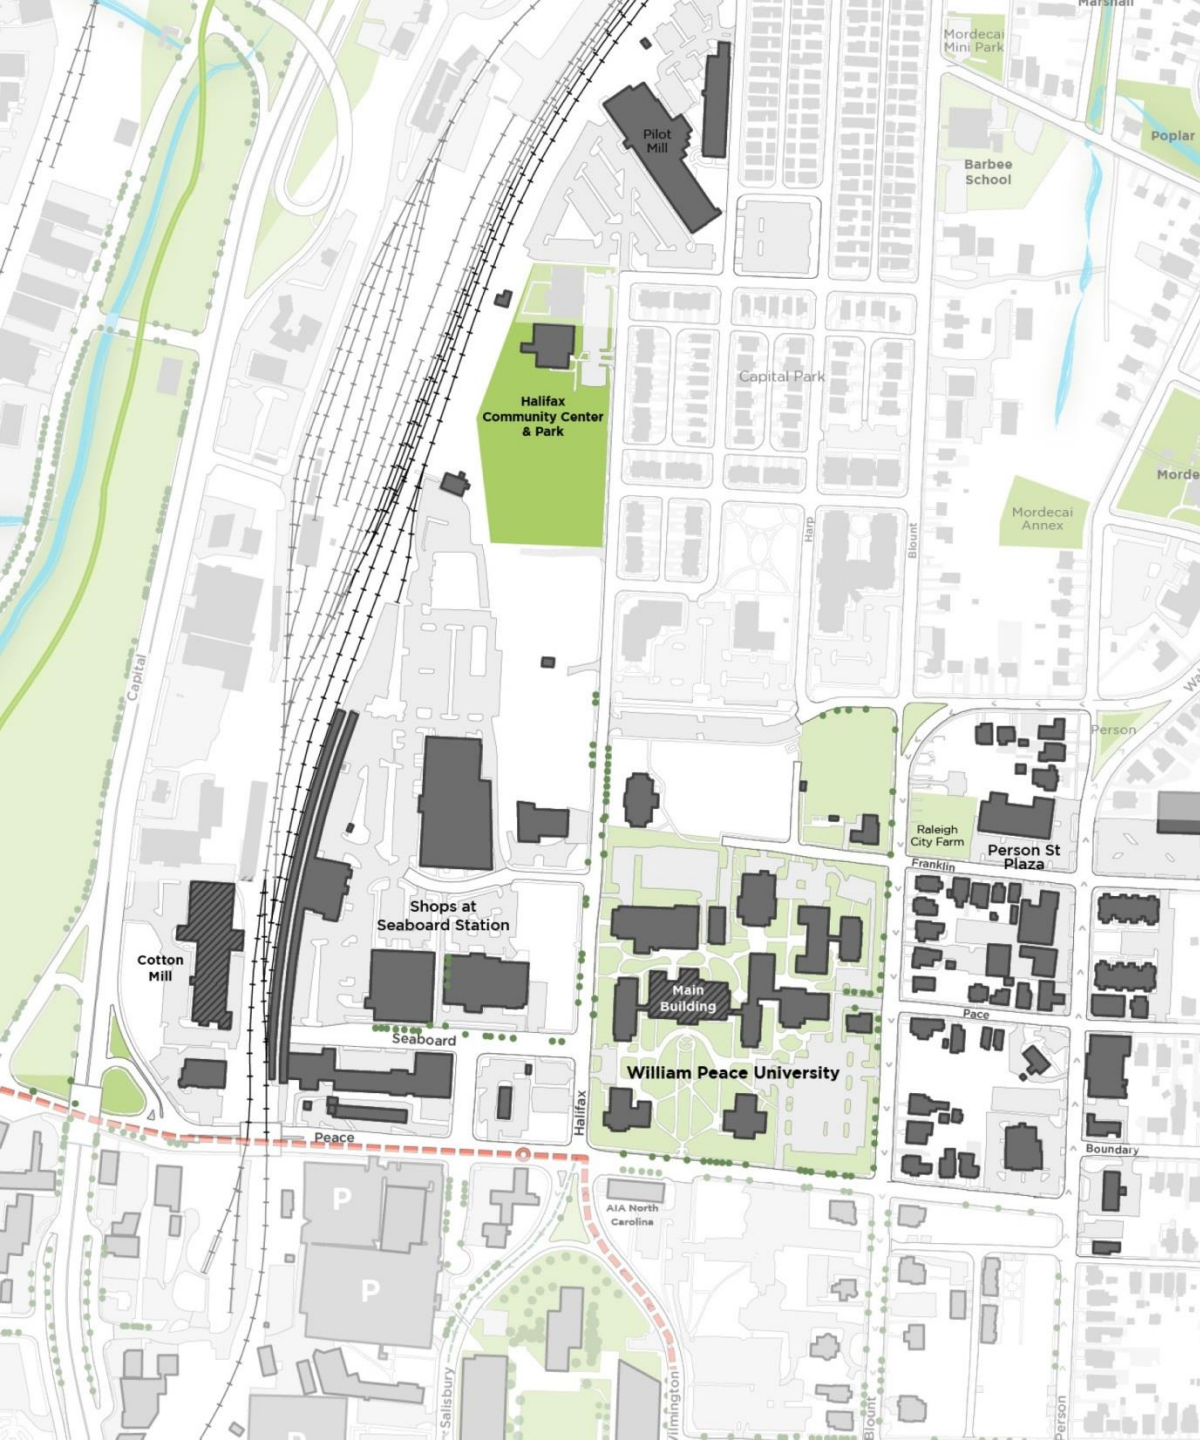 Marshall
Mordecai
Mini Park
Pilot
Mill
Poplar
Barbee
School
Capital Park
Halifax
Community Center
& Park
Morde
Mordecai
Annex
Harp
Blount
Capital
Wa
Person
Raleigh
City Farm
Person St
Plaza
Franklin
Shops at
Seaboard Station
Cotton
Mill
Main
Building
Pace
Seaboard
William Peace University
Halifax
Peace
Boundary
P
AIA North
Carolina
P
Salisbury
Wilmington
Blount
Person
P